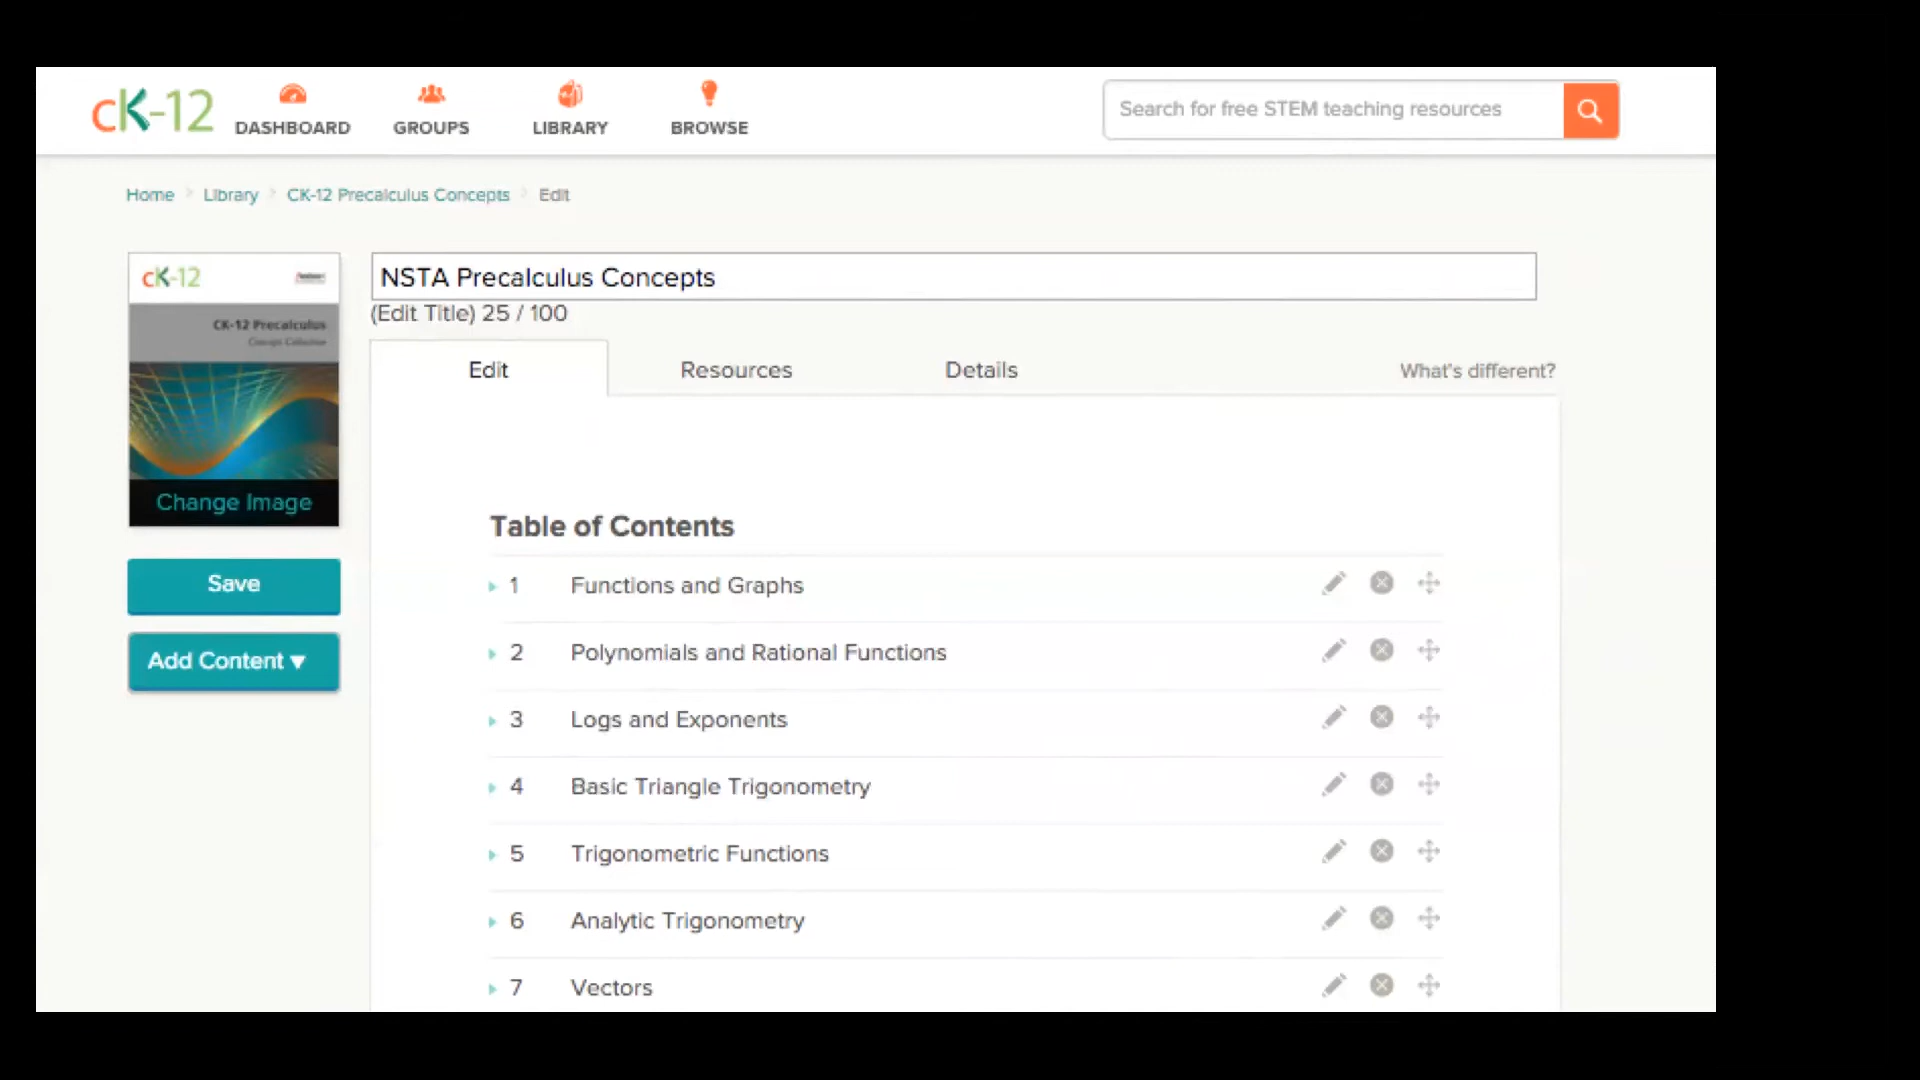 cK-12
DASHBOARD
GROUPS
LIBRARY
BROWSE
Search for free STEM teaching resources
Home
Library
CK-12 Precalculus Concepts
Edit
cK-12
CK-12 Precalculus
Concept Collection
Change Image
Save
Add Content
NSTA Precalculus Concepts
(Edit Title) 25 / 100
Edit
Resources
Details
What's different?
Table of Contents
1 Functions and Graphs
2 Polynomials and Rational Functions
3 Logs and Exponents
4 Basic Triangle Trigonometry
5 Trigonometric Functions
6 Analytic Trigonometry
7 Vectors